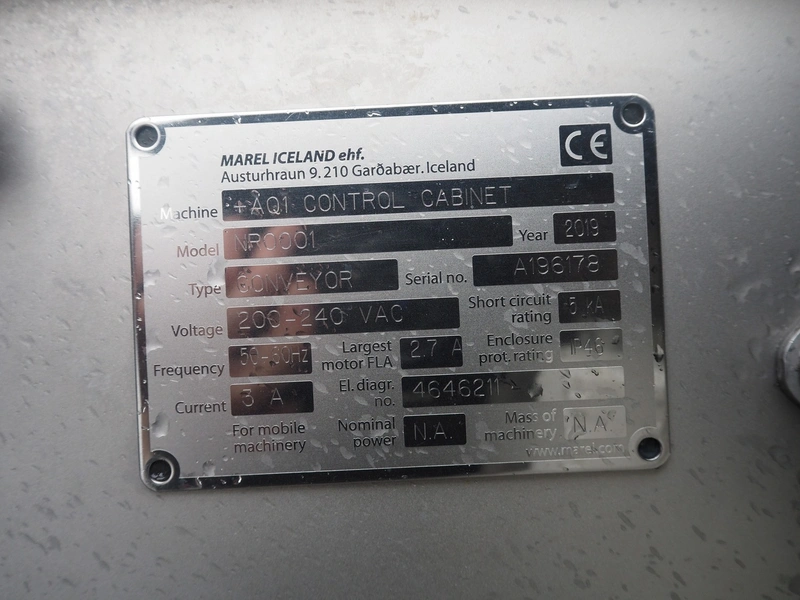 MAREL ICELAND ehf.
Austurhraun 9. 210 Garðabær. Iceland
CE
Machine +AQ1 CONTROL CABINET
Model NP0001 Year 2019
Type CONVEYOR Serial no. A196178
Voltage 200-240 VAC Short circuit rating 5 kA
Frequency 50-60Hz Largest motor FLA 2.7 A Enclosure prot. rating
Current 3 A El. diagr. no. 4646211
For mobile machinery Nominal power N.A. Mass of machinery N.A
www.marel.com